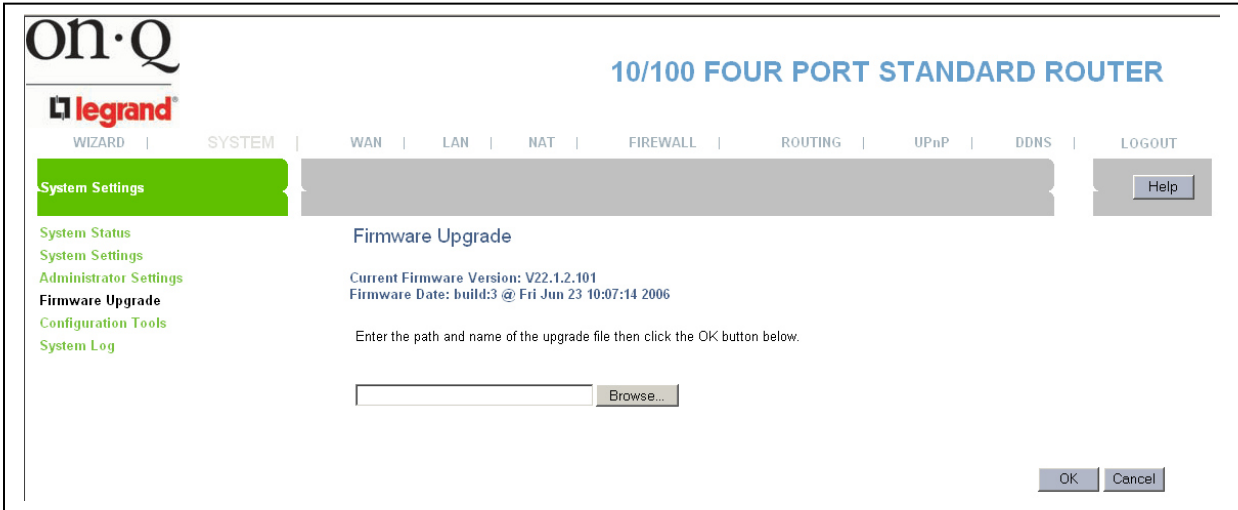 on·Q
legrand®
10/100 FOUR PORT STANDARD ROUTER
WIZARD | SYSTEM | WAN | LAN | NAT | FIREWALL | ROUTING | UPnP | DDNS | LOGOUT
System Settings
Help
System Status
System Settings
Administrator Settings
Firmware Upgrade
Configuration Tools
System Log
Firmware Upgrade
Current Firmware Version: V22.1.2.101
Firmware Date: build:3 @ Fri Jun 23 10:07:14 2006
Enter the path and name of the upgrade file then click the OK button below.
Browse...
OK Cancel